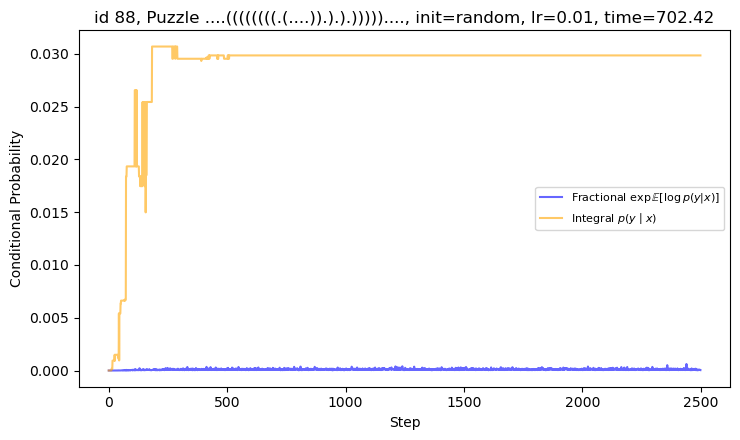 id 88, Puzzle ....((((((((.(....)).).).)))))...., init=random, lr=0.01, time=702.42
0.030
0.025
0.020
0.015
0.010
0.005
0.000
Conditional Probability
Fractional exp𝔼[log p(y|x)]
Integral p(y | x)
0
500
1000
1500
2000
2500
Step